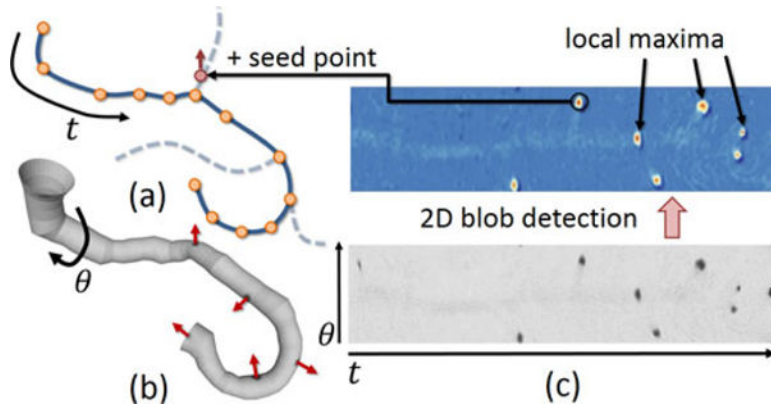 local maxima
+ seed point
t
(a)
2D blob detection
θ
θ
(b)
t
(c)